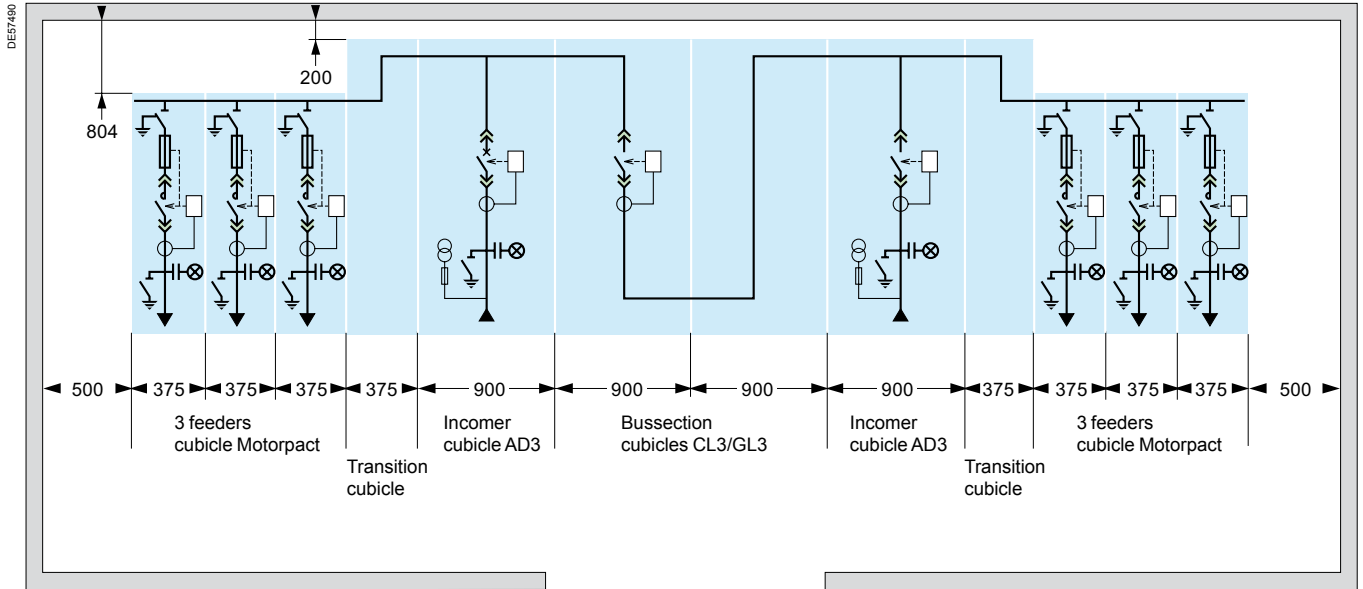 DE57490
200
804
500
375
375
375
375
900
900
900
900
375
375
375
375
500
3 feeders
cubicle Motorpact
Transition
cubicle
Incomer
cubicle AD3
Bussection
cubicles CL3/GL3
Incomer
cubicle AD3
Transition
cubicle
3 feeders
cubicle Motorpact